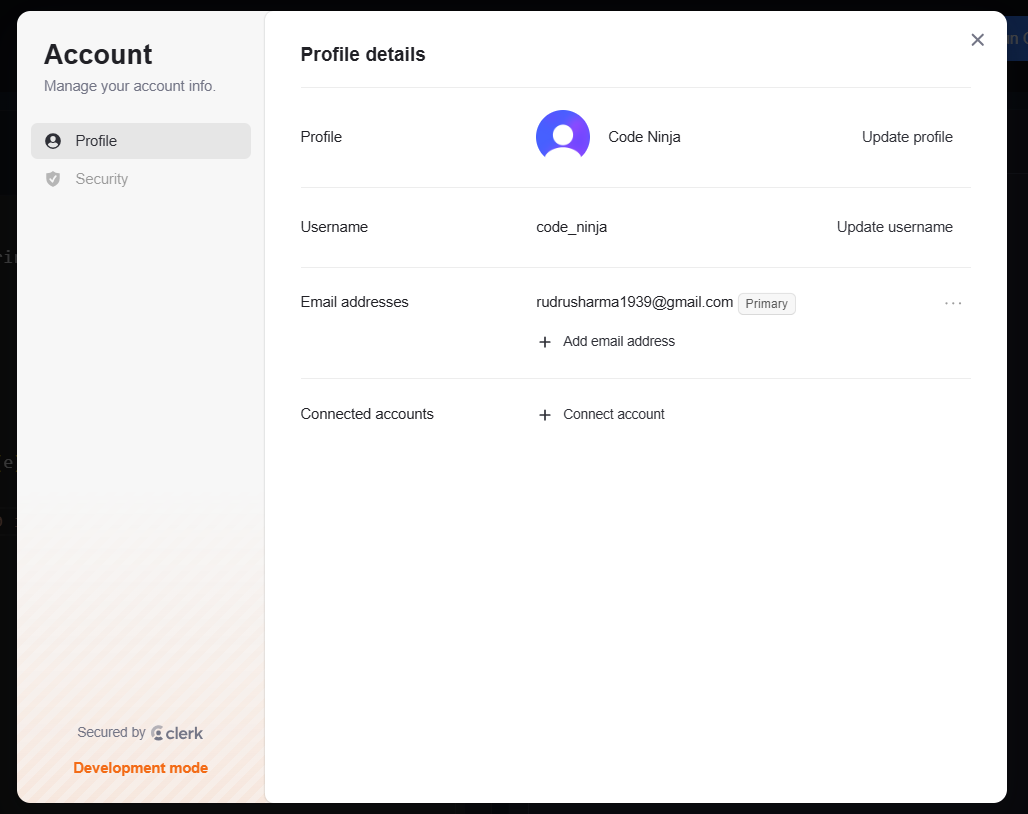 Account
Manage your account info.
Profile
Security
Profile details
Profile
Code Ninja
Update profile
Username
code_ninja
Update username
Email addresses
rudrusharma1939@gmail.com Primary
+ Add email address
Connected accounts
+ Connect account
Secured by clerk
Development mode